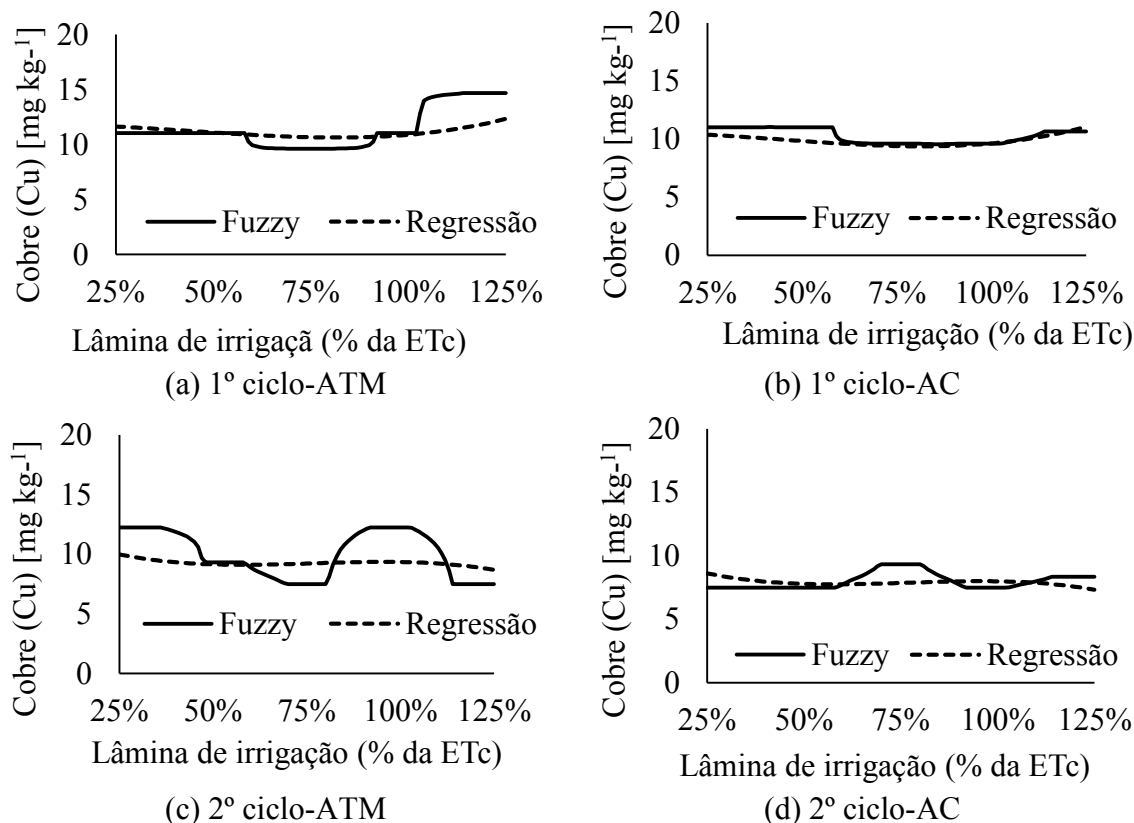 Cobre (Cu) [mg kg-¹]
20
15
10
5
0
Fuzzy
Regressão
25% 50% 75% 100% 125%
Lâmina de irrigaçã (% da ETc)
(a) 1º ciclo-ATM
Cobre (Cu) [mg kg-¹]
20
15
10
5
0
Fuzzy
Regressão
25% 50% 75% 100% 125%
Lâmina de irrigação (% da ETc)
(b) 1º ciclo-AC
Cobre (Cu) [mg kg-¹]
20
15
10
5
0
Fuzzy
Regressão
25% 50% 75% 100% 125%
Lâmina de irrigação (% da ETc)
(c) 2º ciclo-ATM
Cobre (Cu) [mg kg-¹]
20
15
10
5
0
Fuzzy
Regressão
25% 50% 75% 100% 125%
Lâmina de irrigação (% da ETc)
(d) 2º ciclo-AC